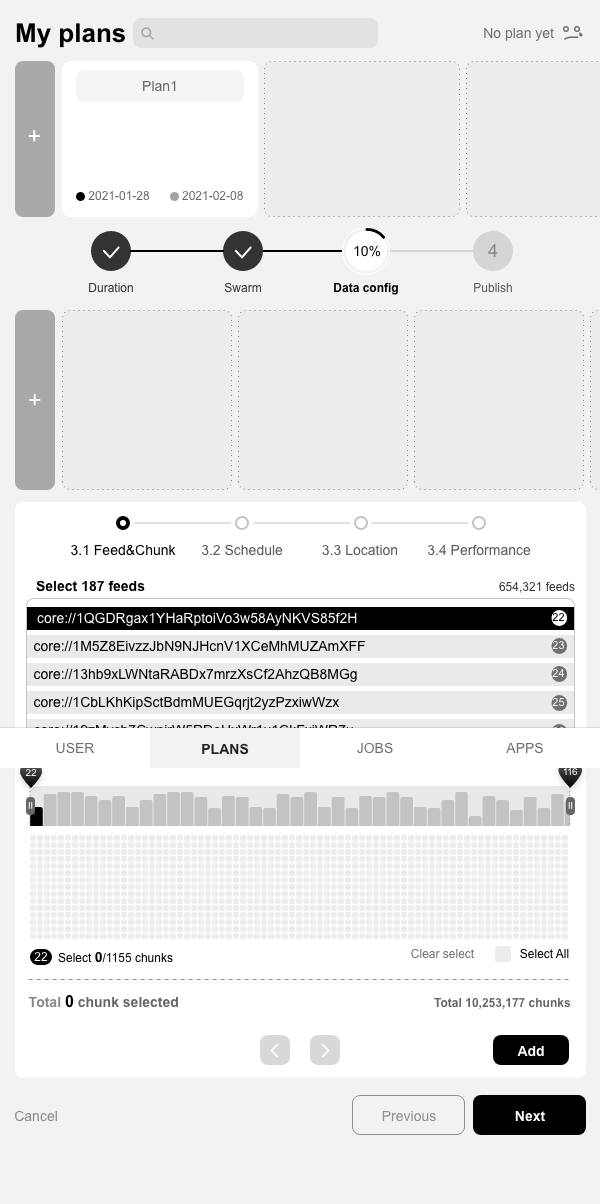 My plans
No plan yet
+
Plan1
2021-01-28 2021-02-08
10% 4
Duration Swarm Data config Publish
+
3.1 Feed&Chunk 3.2 Schedule 3.3 Location 3.4 Performance
Select 187 feeds 654,321 feeds
core://1QGDRgax1YHaRptoiVo3w58AyNKVS85f2H 22
core://1M5Z8EivzzJbN9NJHcnV1XCeMhMUZAmXFF 23
core://13hb9xLWNtaRABDx7mrzXsCf2AhzQB8MGg 24
core://1CbLKhKipSctBdmMUEGqrjt2yzPzxiwWzx 25
USER PLANS JOBS APPS
22 116
22 Select 0/1155 chunks Clear select Select All
Total 0 chunk selected Total 10,253,177 chunks
Add
Cancel Previous Next